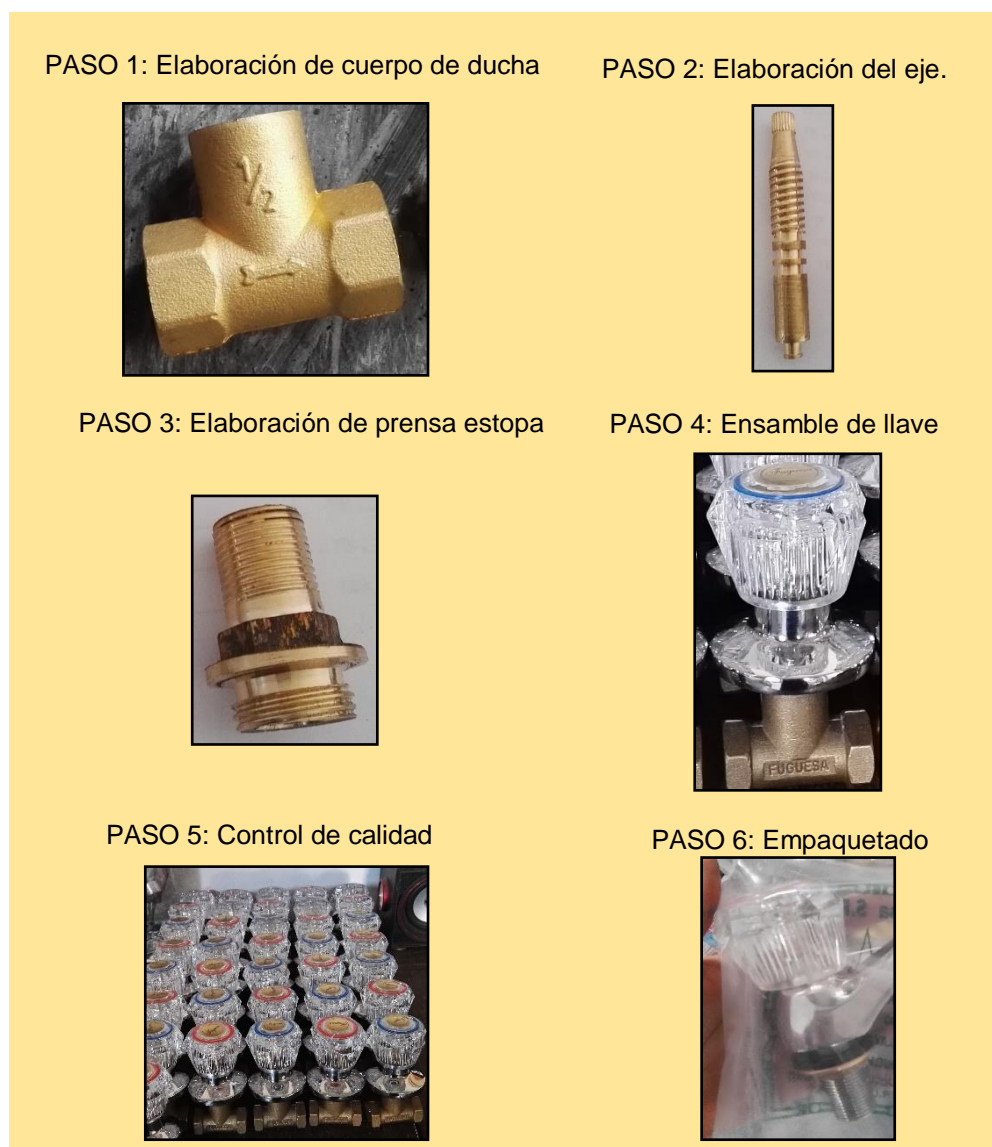 PASO 1: Elaboración de cuerpo de ducha
PASO 2: Elaboración del eje.
1/2
PASO 3: Elaboración de prensa estopa
PASO 4: Ensamble de llave
FUGUESA
PASO 5: Control de calidad
PASO 6: Empaquetado